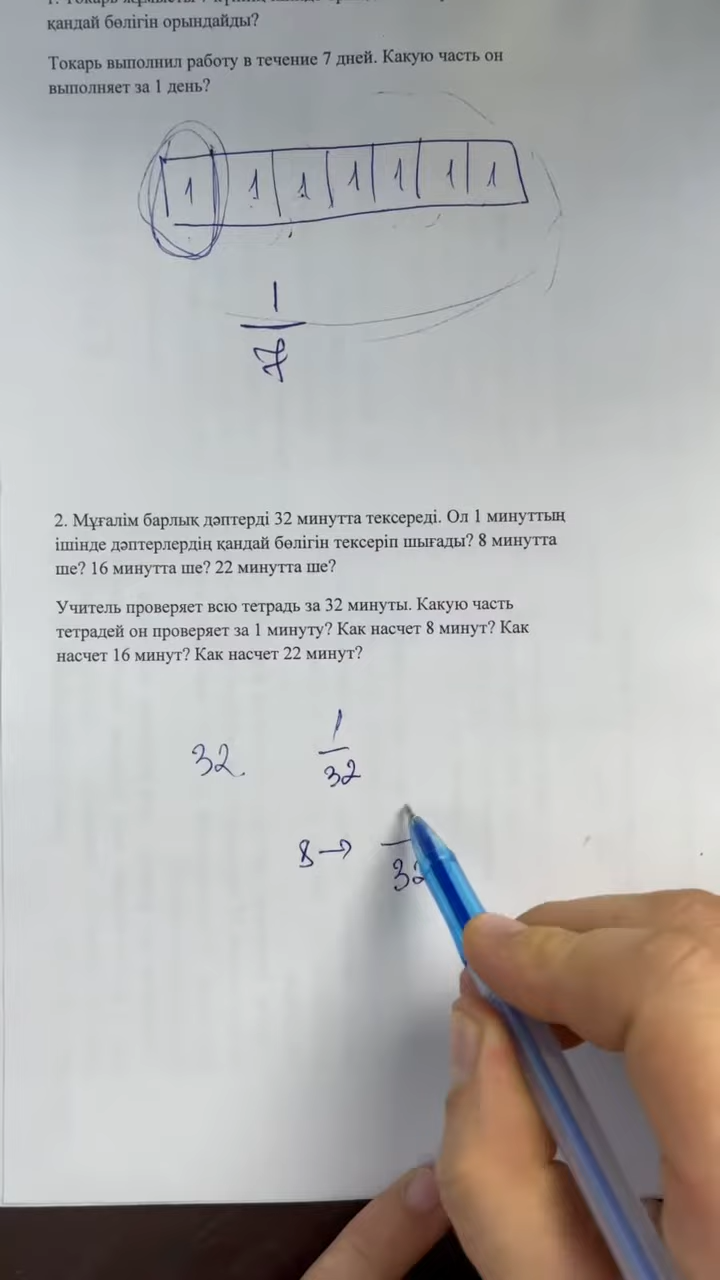 қандай бөлігін орындайды?
Токарь выполнил работу в течение 7 дней. Какую часть он
выполняет за 1 день?
1 1 1 1 1 1 1
1
7
2. Мұғалім барлық дәптерді 32 минутта тексереді. Ол 1 минуттың
ішінде дәптерлердің қандай бөлігін тексеріп шығады? 8 минутта
ше? 16 минутта ше? 22 минутта ше?
Учитель проверяет всю тетрадь за 32 минуты. Какую часть
тетрадей он проверяет за 1 минуту? Как насчет 8 минут? Как
насчет 16 минут? Как насчет 22 минут?
1
32. 32
8 → 32